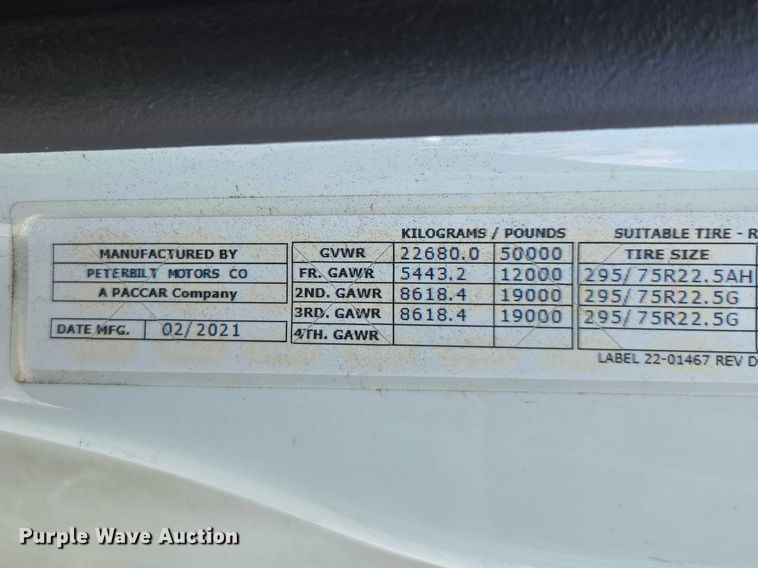 KILOGRAMS / POUNDS SUITABLE TIRE - R
MANUFACTURED BY GVWR 22680.0 50000 TIRE SIZE
PETERBILT MOTORS CO FR. GAWR 5443.2 12000 295/ 75R22.5AH
A PACCAR Company 2ND. GAWR 8618.4 19000 295/ 75R22.5G
3RD. GAWR 8618.4 19000 295/ 75R22.5G
DATE MFG. 02/2021 4TH. GAWR
LABEL 22-01467 REV D
Purple Wave Auction